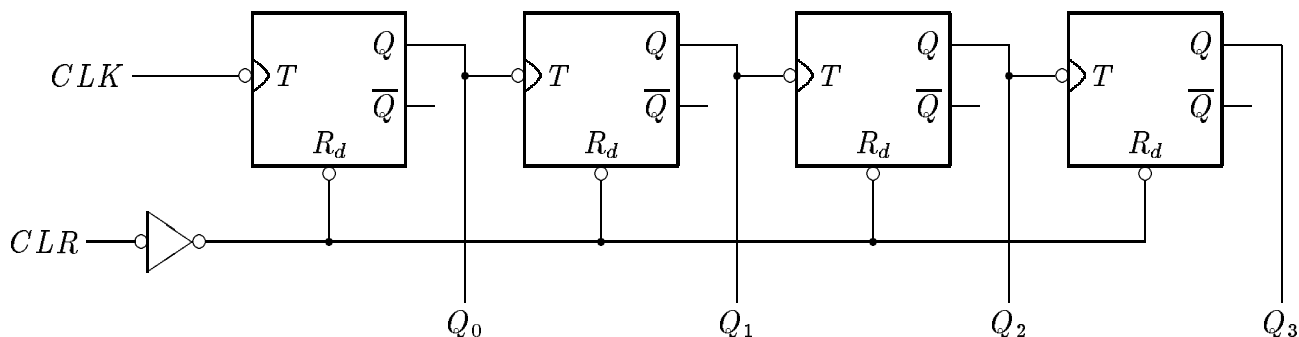 Q Q Q Q
CLK T T T T
Q̅ Q̅ Q̅ Q̅
R_d R_d R_d R_d
CLR
Q_0 Q_1 Q_2 Q_3